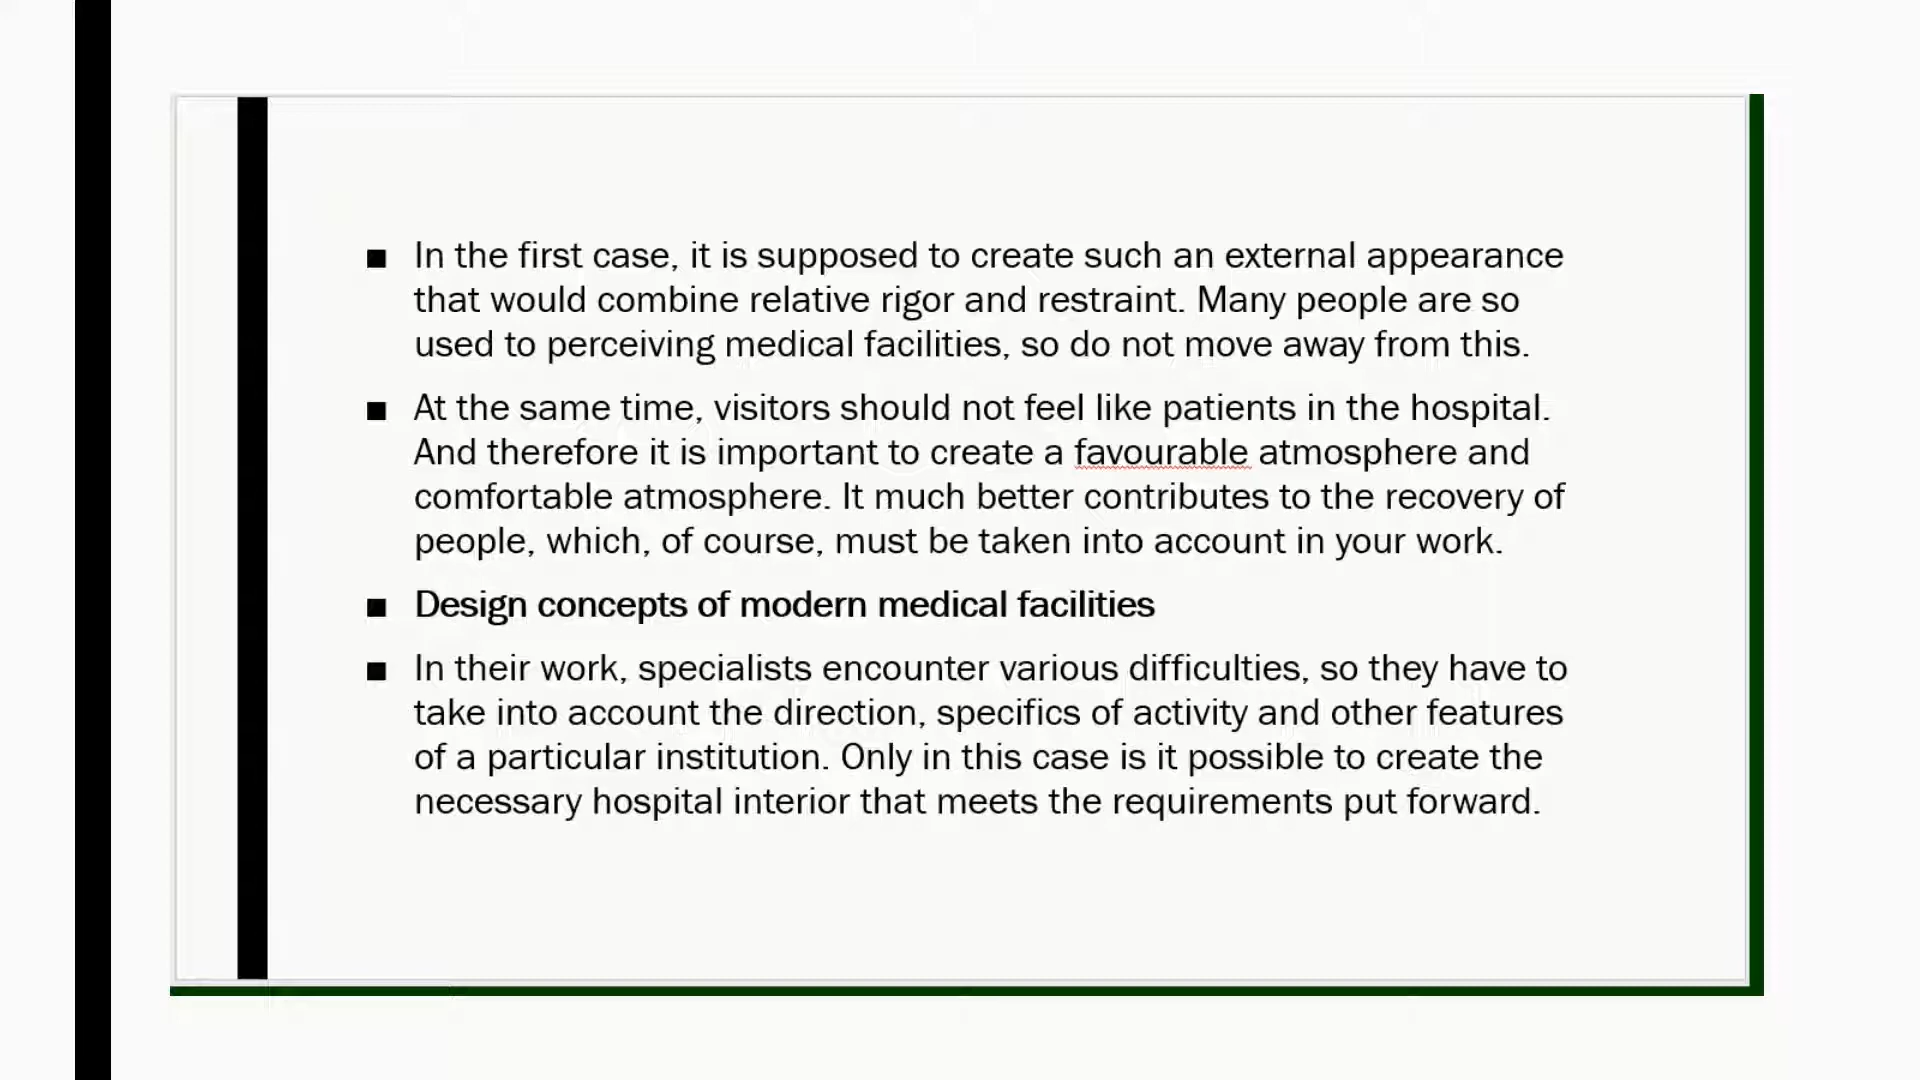 ■ In the first case, it is supposed to create such an external appearance
that would combine relative rigor and restraint. Many people are so
used to perceiving medical facilities, so do not move away from this.
■ At the same time, visitors should not feel like patients in the hospital.
And therefore it is important to create a favourable atmosphere and
comfortable atmosphere. It much better contributes to the recovery of
people, which, of course, must be taken into account in your work.
■ Design concepts of modern medical facilities
■ In their work, specialists encounter various difficulties, so they have to
take into account the direction, specifics of activity and other features
of a particular institution. Only in this case is it possible to create the
necessary hospital interior that meets the requirements put forward.